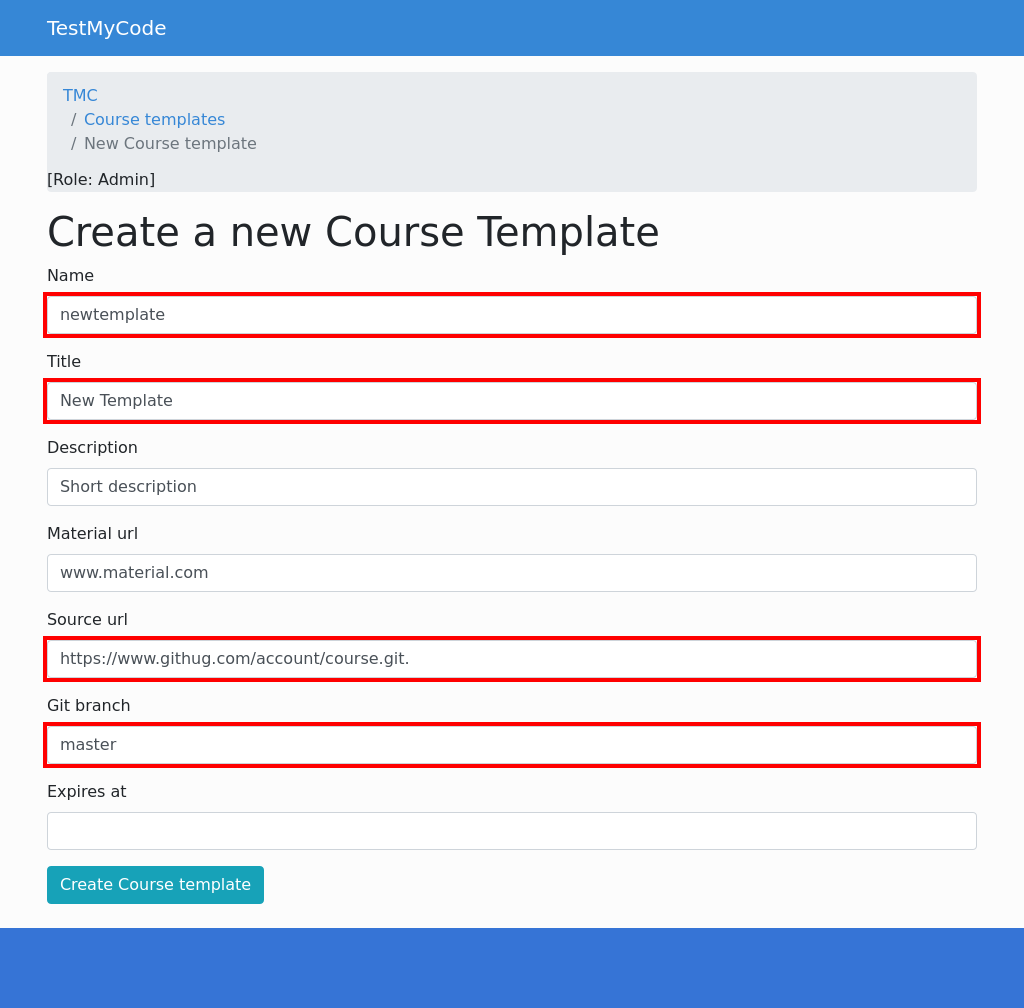 TestMyCode
TMC
/ Course templates
/ New Course template
[Role: Admin]
Create a new Course Template
Name
newtemplate
Title
New Template
Description
Short description
Material url
www.material.com
Source url
https://www.githug.com/account/course.git.
Git branch
master
Expires at
Create Course template